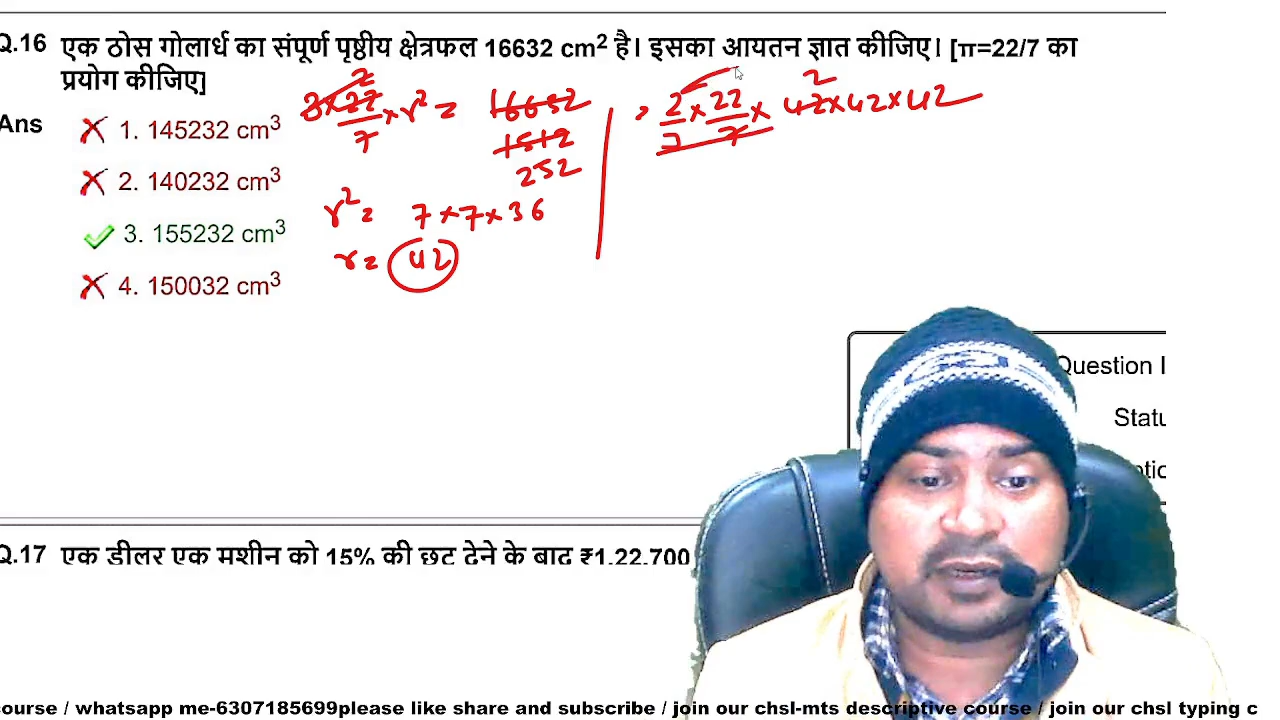 Q.16 एक ठोस गोलार्ध का संपूर्ण पृष्ठीय क्षेत्रफल 16632 cm² है। इसका आयतन ज्ञात कीजिए। [π=22/7 का
प्रयोग कीजिए]
Ans 1. 145232 cm³
2. 140232 cm³
3. 155232 cm³
4. 150032 cm³
2
3×22/7 × r² =
1512
252
r² = 7×7×36
r = 42
2
2/3 × 22/7 × 42×42×42
Question I
Statu
Q.17 एक डीलर एक मशीन को 15% की छूट देने के बाद ₹1,22,700
ourse / whatsapp me-6307185699please like share and subscribe / join our chsl-mts descriptive course / join our chsl typing c